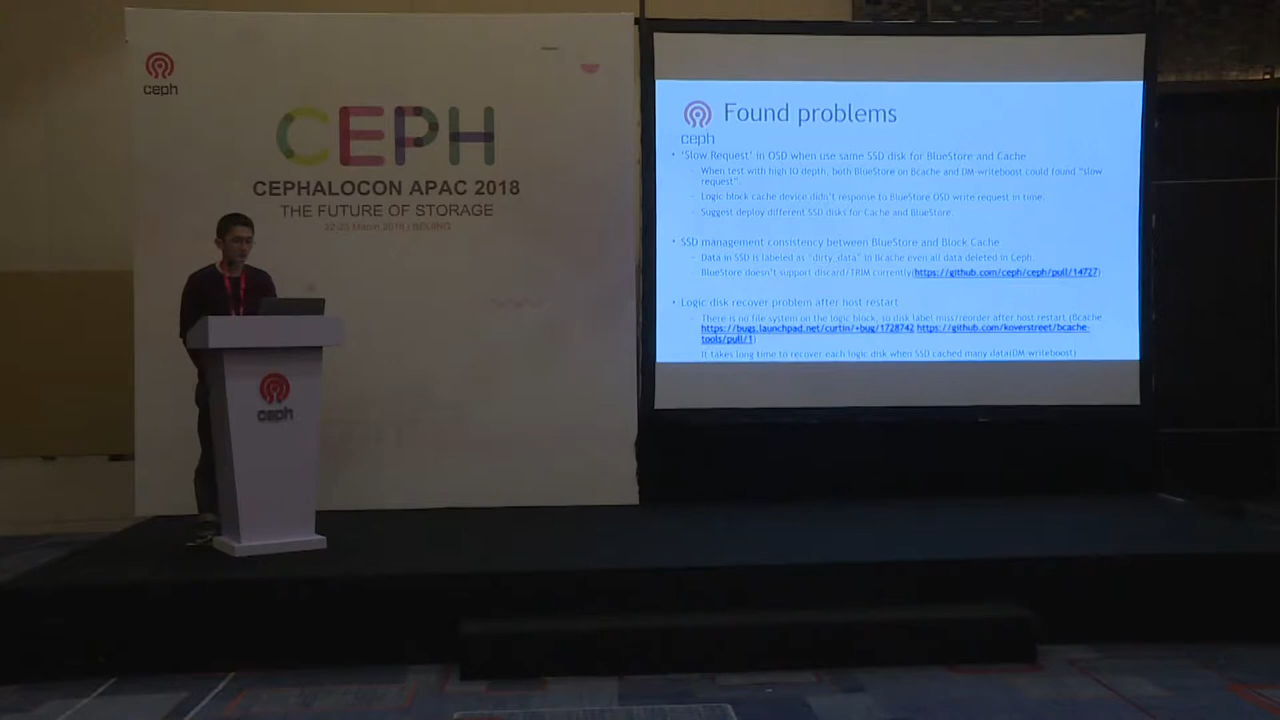 ceph
CEPH
CEPHALOCON APAC 2018
THE FUTURE OF STORAGE
22-23 March 2018 / BEIJING
ceph
Found problems
ceph
• 'Slow Request' in OSD when use same SSD disk for BlueStore and Cache
– When test with high IO depth, both BlueStore on Bcache and DM-writeboost could found "slow
request"
– Logic block cache device didn't response to BlueStore OSD write request in time.
– Suggest deploy different SSD disks for Cache and BlueStore.
• SSD management consistency between BlueStore and Block Cache
– Data in SSD is labeled as "dirty_data" in Bcache even all data deleted in Ceph.
– BlueStore doesn't support discard/TRIM currently(https://github.com/ceph/ceph/pull/14727)
• Logic disk recover problem after host restart
– There is no file system on the logic block, so disk label miss/reorder after host restart (Bcache
https://bugs.launchpad.net/curtin/+bug/1728742 https://github.com/koverstreet/bcache-
tools/pull/1)
It takes long time to recover each logic disk when SSD cached many data(DM writeboost)